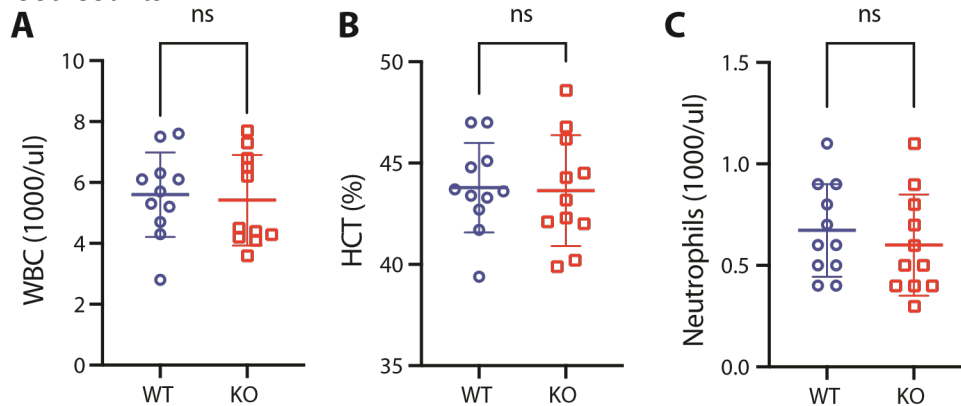 A
ns
WBC (1000/ul)
10
8
6
4
2
0
WT
KO
B
ns
HCT (%)
50
45
40
35
WT
KO
C
ns
Neutrophils (1000/ul)
1.5
1.0
0.5
0.0
WT
KO